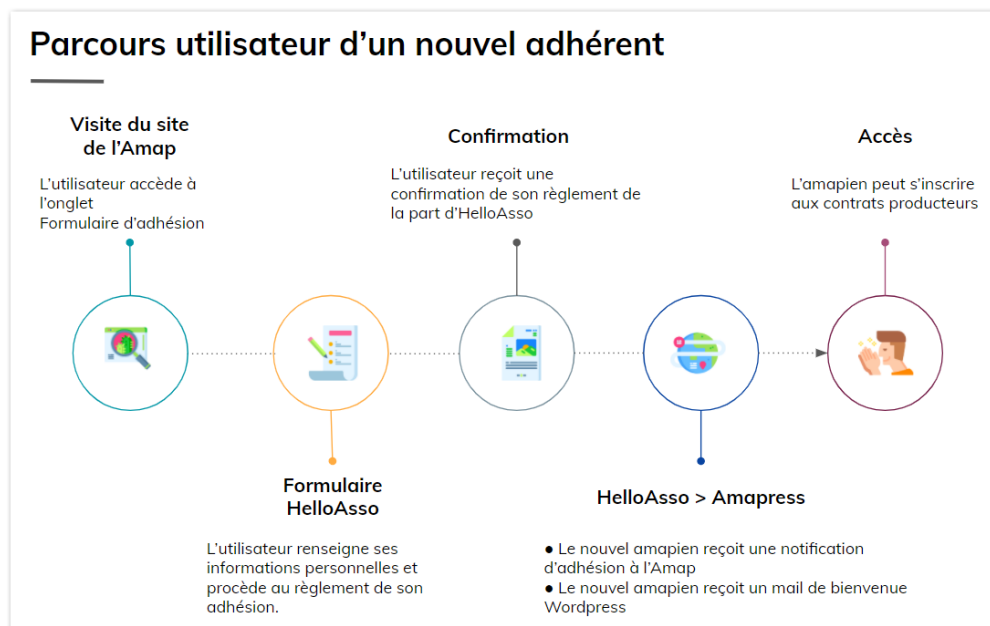 Parcours utilisateur d'un nouvel adhérent
Visite du site
de l'Amap
L'utilisateur accède à
l'onglet
Formulaire d'adhésion
Formulaire
HelloAsso
L'utilisateur renseigne ses
informations personnelles et
procède au règlement de son
adhésion.
Confirmation
L'utilisateur reçoit une
confirmation de son règlement de
la part d'HelloAsso
HelloAsso > Amapress
● Le nouvel amapien reçoit une notification
d'adhésion à l'Amap
● Le nouvel amapien reçoit un mail de bienvenue
Wordpress
Accès
L'amapien peut s'inscrire
aux contrats producteurs